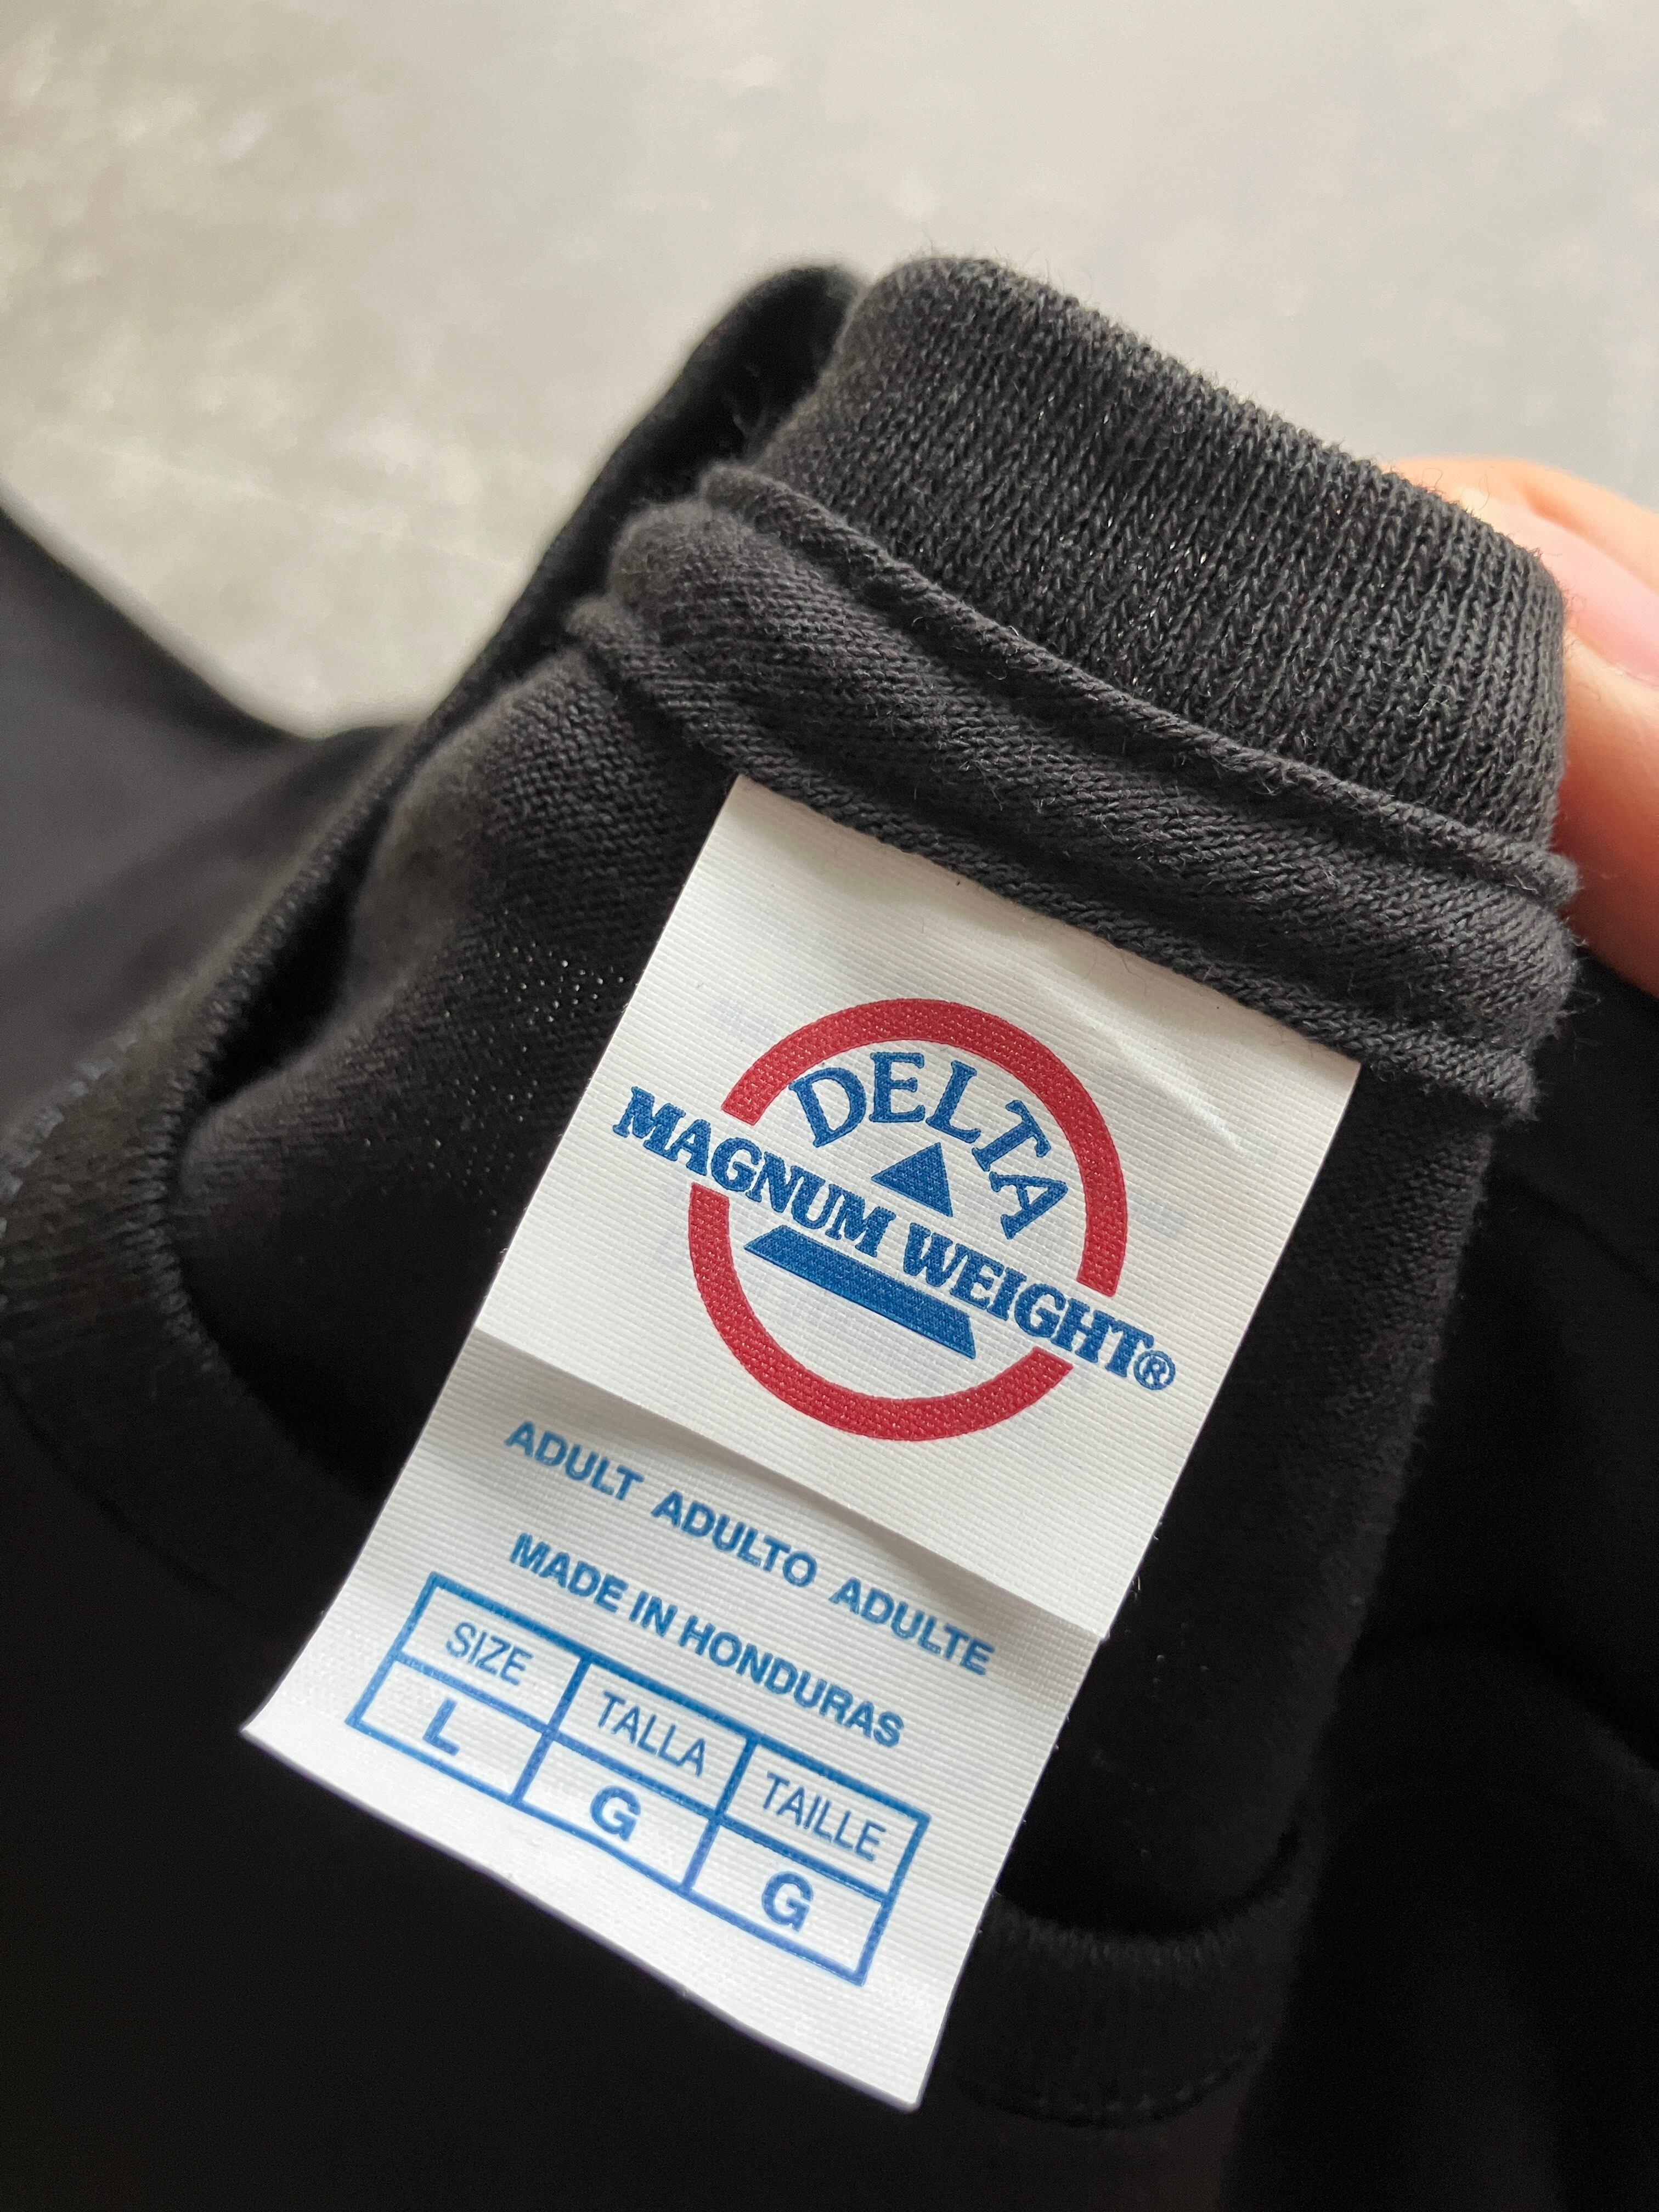 DELTA
MAGNUM WEIGHT®
ADULT ADULTO ADULTE
MADE IN HONDURAS
SIZE TALLA TAILLE
L G G